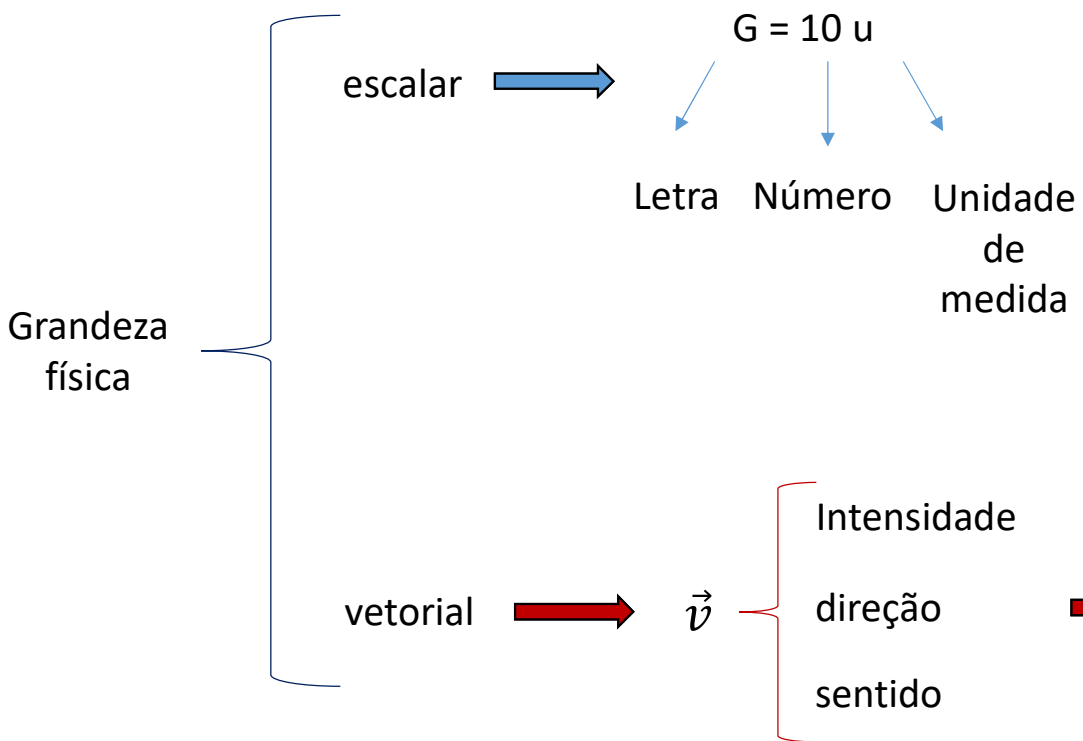 G = 10 u
escalar
Letra
Número
Unidade
de
medida
Grandeza
física
vetorial
v⃗
Intensidade
direção
sentido